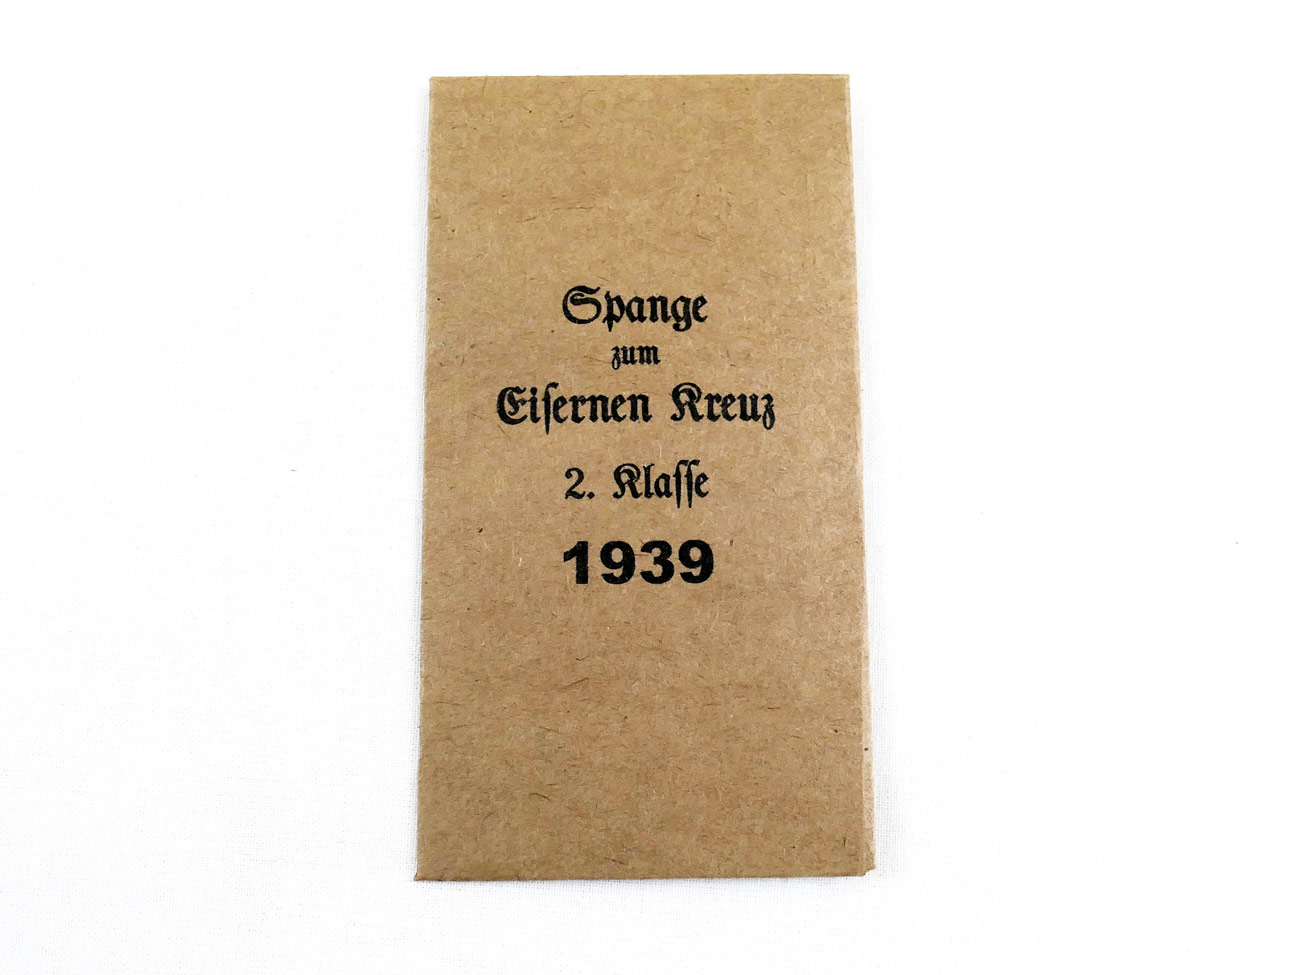 Spange
zum
Eiſernen Kreuz
2. Klaſſe
1939